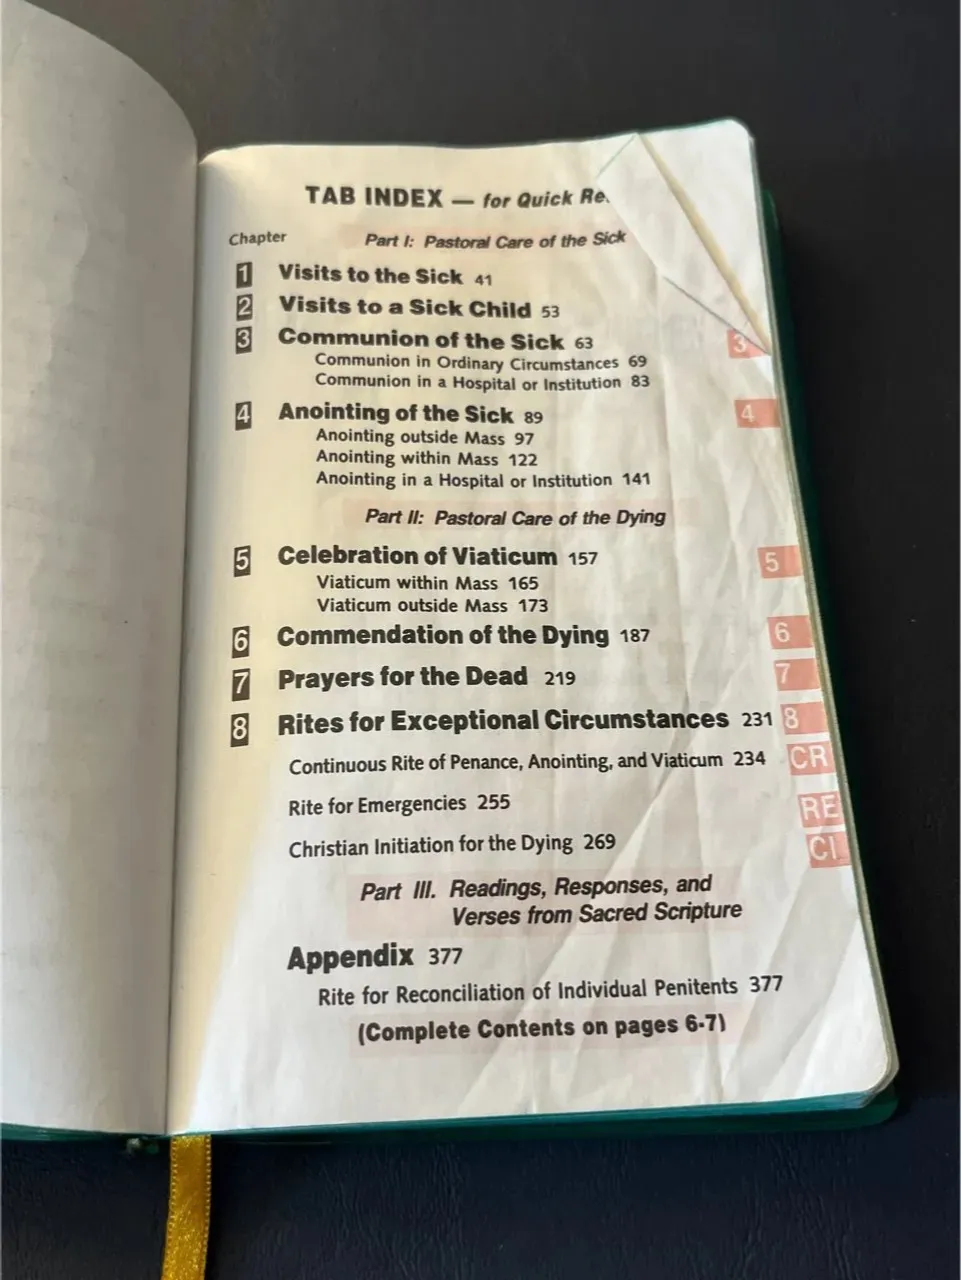 TAB INDEX — for Quick Re
Chapter Part I: Pastoral Care of the Sick
1 Visits to the Sick 41
2 Visits to a Sick Child 53
3 Communion of the Sick 63
Communion in Ordinary Circumstances 69
3
Communion in a Hospital or Institution 83
4 Anointing of the Sick 89 4
Anointing outside Mass 97
Anointing within Mass 122
Anointing in a Hospital or Institution 141
Part II: Pastoral Care of the Dying
5 Celebration of Viaticum 157 5
Viaticum within Mass 165
Viaticum outside Mass 173
6 Commendation of the Dying 187 6
7 Prayers for the Dead 219 7
8 Rites for Exceptional Circumstances 231 8
Continuous Rite of Penance, Anointing, and Viaticum 234 CR
Rite for Emergencies 255 RE
Christian Initiation for the Dying 269 CI
Part III. Readings, Responses, and
Verses from Sacred Scripture
Appendix 377
Rite for Reconciliation of Individual Penitents 377
(Complete Contents on pages 6-7)